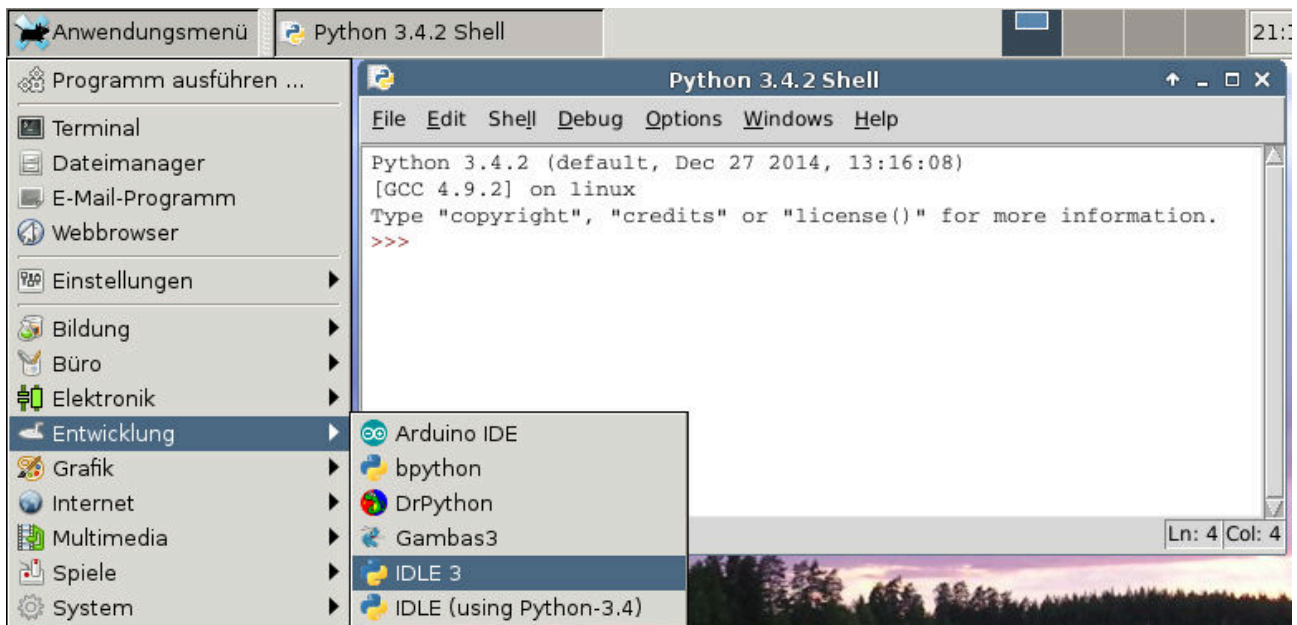 Anwendungsmenü
Python 3.4.2 Shell
Programm ausführen ...
Terminal
Dateimanager
E-Mail-Programm
Webbrowser
Einstellungen
Bildung
Büro
Elektronik
Entwicklung
Grafik
Internet
Multimedia
Spiele
System
Arduino IDE
bpython
DrPython
Gambas3
IDLE 3
IDLE (using Python-3.4)
Python 3.4.2 Shell
File Edit Shell Debug Options Windows Help
Python 3.4.2 (default, Dec 27 2014, 13:16:08)
[GCC 4.9.2] on linux
Type "copyright", "credits" or "license()" for more information.
>>>
Ln: 4 Col: 4